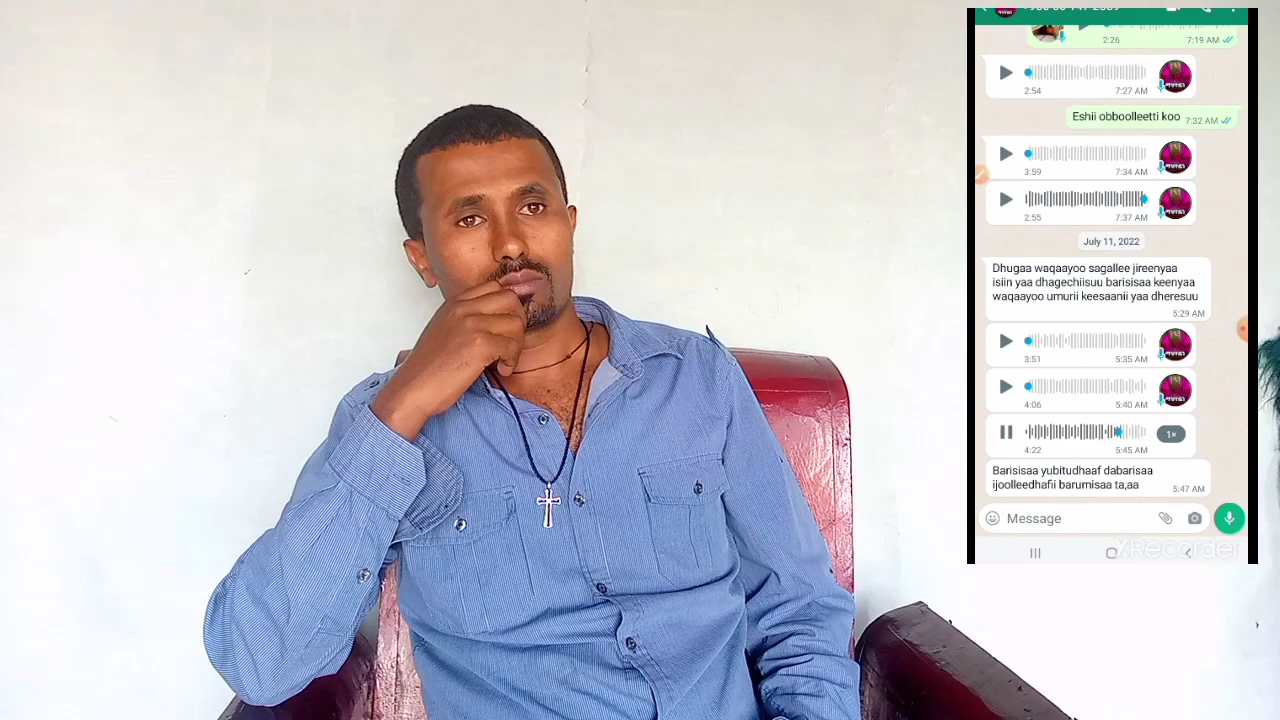 2:26
7:19 AM
2:54
7:27 AM
Eshii obboolleetti koo 7:32 AM
3:59
7:34 AM
2:55
7:37 AM
July 11, 2022
Dhugaa waqaayoo sagallee jireenyaa
isiin yaa dhagechiisuu barisisaa keenyaa
waqaayoo umurii keesaanii yaa dheresuu
5:29 AM
3:51
5:35 AM
4:06
5:40 AM
1×
4:22
5:45 AM
Barisisaa yubitudhaaf dabarisaa
ijoolleedhafii barumisaa ta,aa
5:47 AM
Message
XRecorder